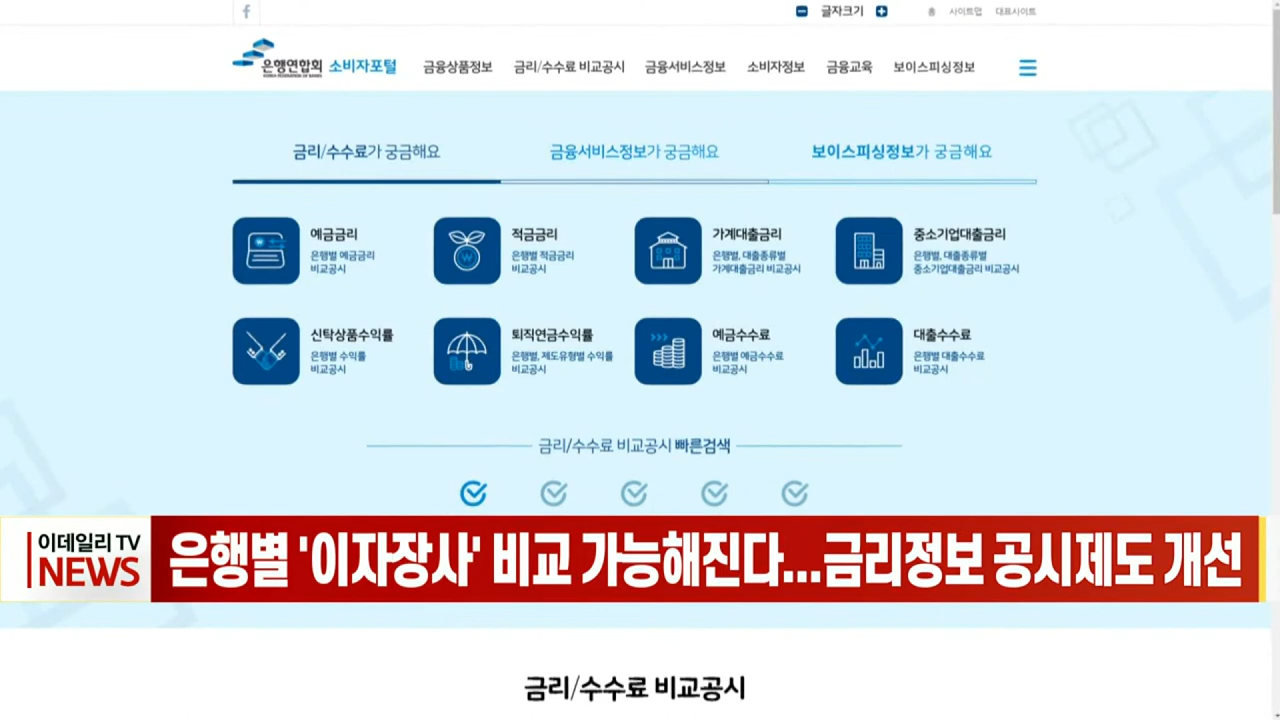 글자크기
홈 사이트맵 대표사이트
은행연합회 소비자포털
KOREA FEDERATION OF BANKS
금융상품정보 금리/수수료 비교공시 금융서비스정보 소비자정보 금융교육 보이스피싱정보
금리/수수료가 궁금해요 금융서비스정보가 궁금해요 보이스피싱정보가 궁금해요
예금금리
은행별 예금금리
비교공시
적금금리
은행별 적금금리
비교공시
가계대출금리
은행별, 대출종류별
가계대출금리 비교공시
중소기업대출금리
은행별, 대출종류별
중소기업대출금리 비교공시
신탁상품수익률
은행별 수익률
비교공시
퇴직연금수익률
은행별, 제도유형별 수익률
비교공시
예금수수료
은행별 예금수수료
비교공시
대출수수료
은행별 대출수수료
비교공시
금리/수수료 비교공시 빠른검색
이데일리 TV
NEWS
은행별 '이자장사' 비교 가능해진다...금리정보 공시제도 개선
금리/수수료 비교공시